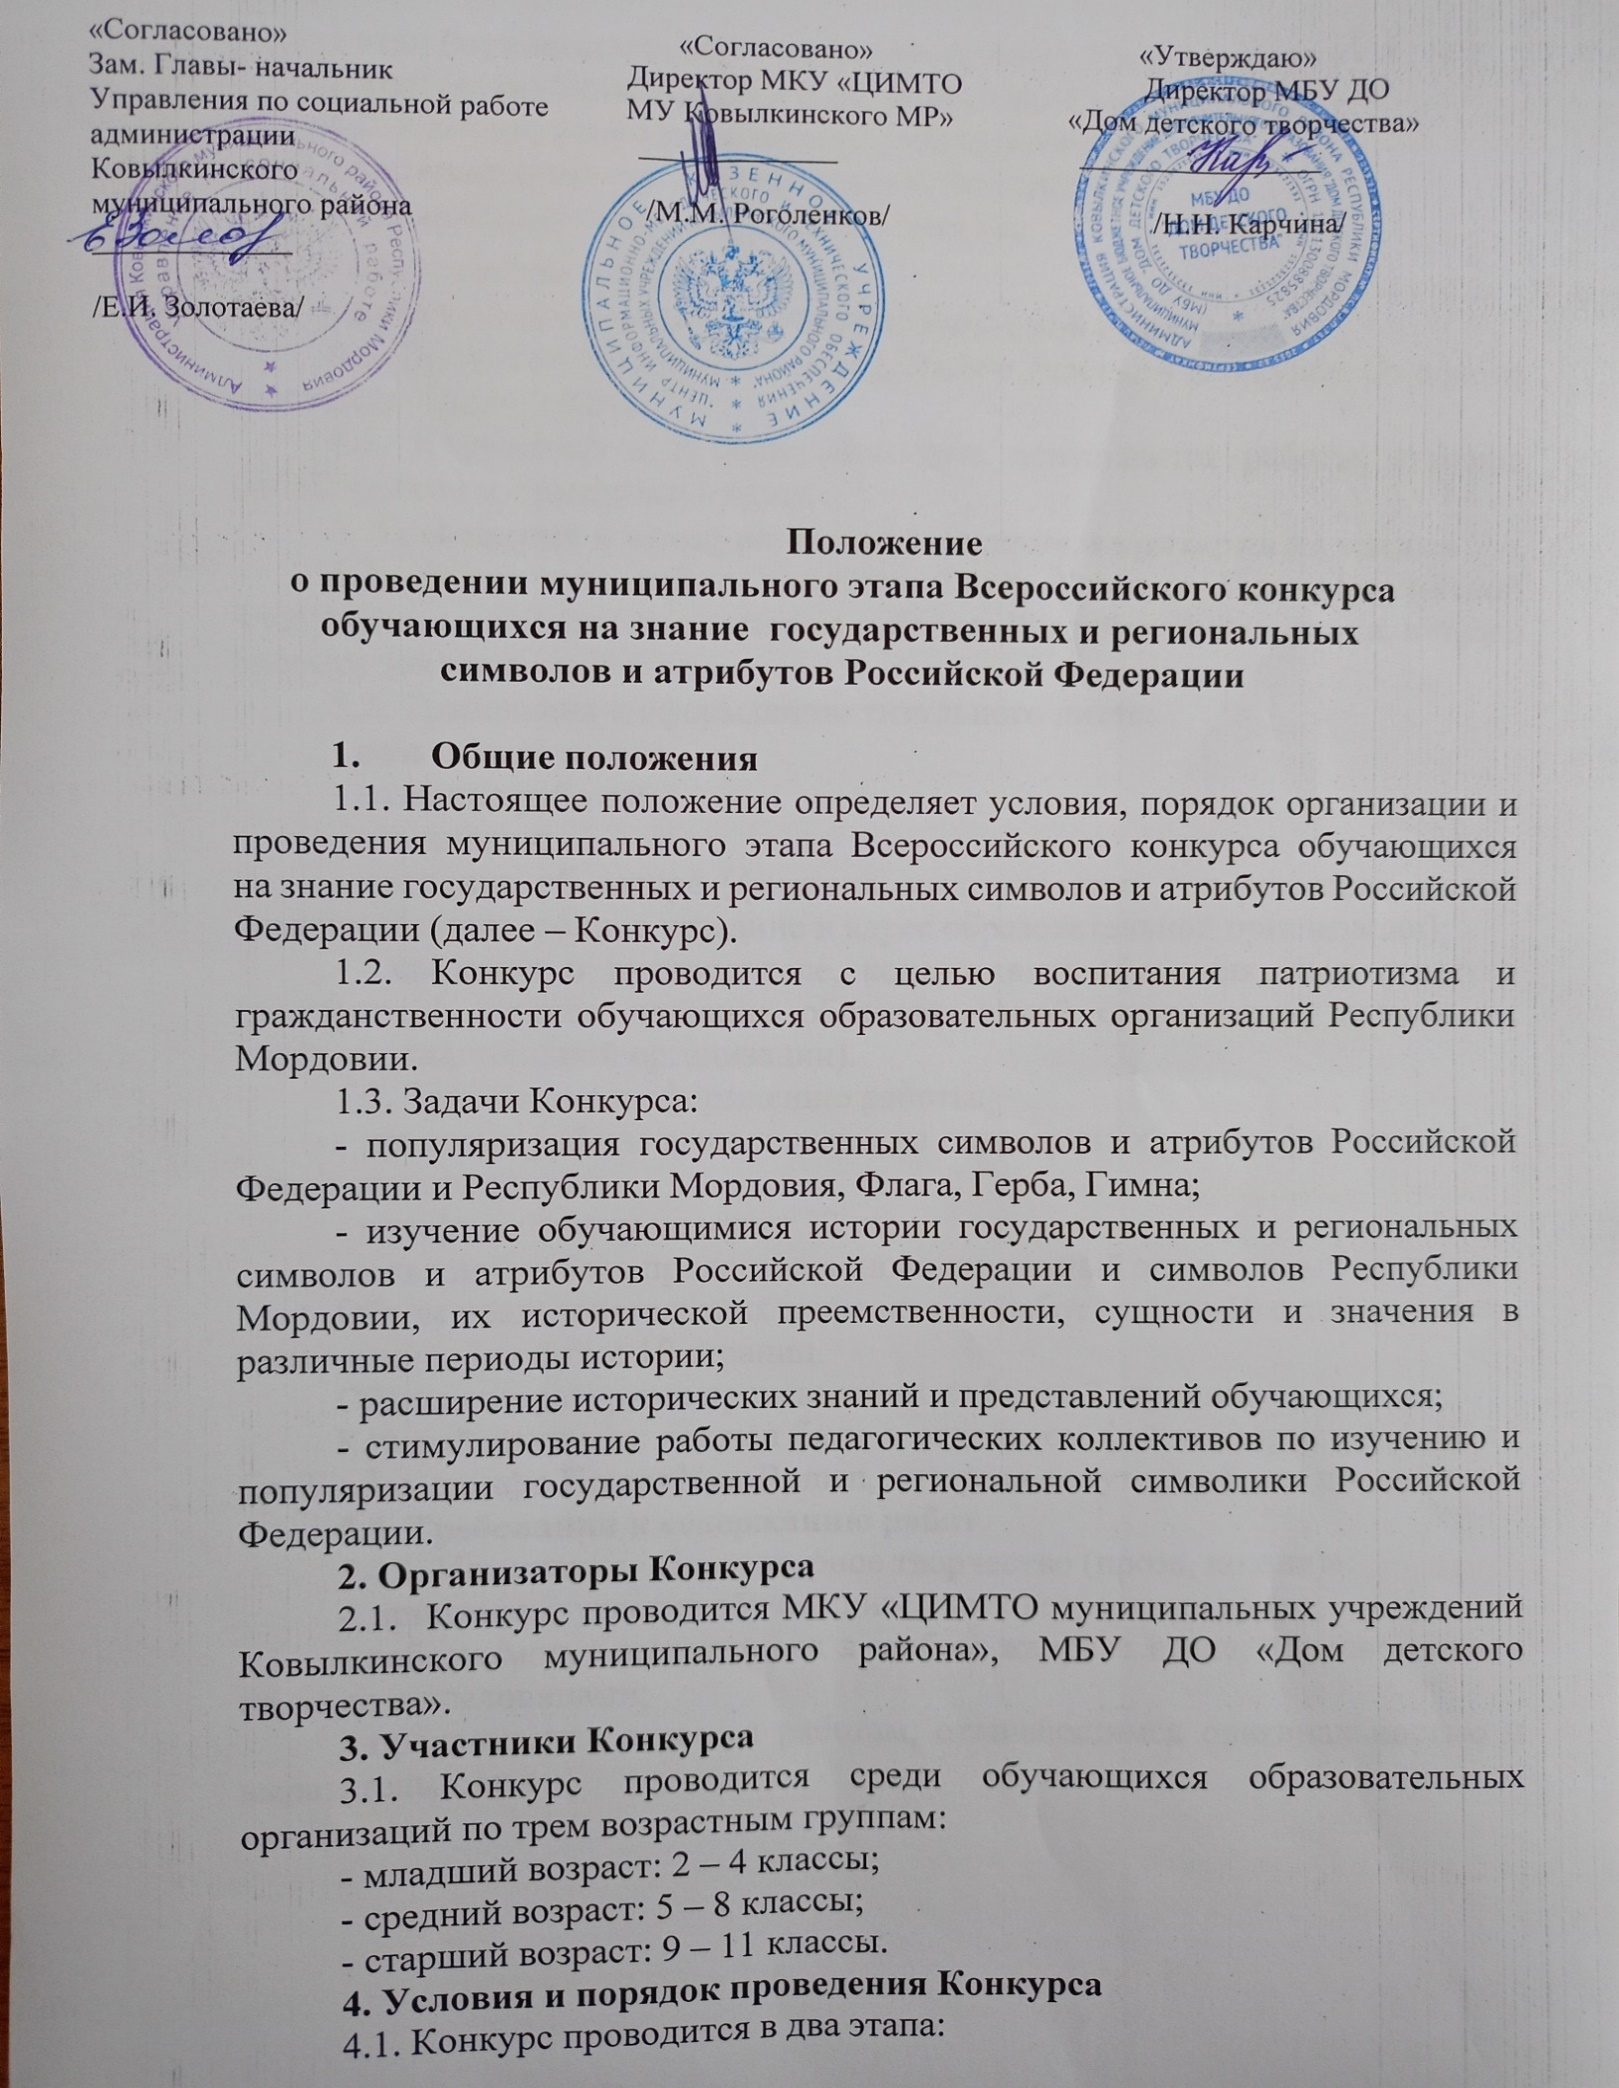 «Согласовано»
Зам. Главы- начальник
Управления по социальной работе
администрации
Ковылкинского
муниципального района
/Е.И. Золотаева/
«Согласовано»
Директор МКУ «ЦИМТО
МУ Ковылкинского МР»
/М.М. Роголенков/
«Утверждаю»
Директор МБУ ДО
«Дом детского творчества»
/Н.Н. Карчина/
МУНИЦИПАЛЬНОЕ КАЗЕННОЕ УЧРЕЖДЕНИЕ
МБУ ДО
"ДОМ ДЕТСКОГО
ТВОРЧЕСТВА"
Положение
о проведении муниципального этапа Всероссийского конкурса
обучающихся на знание государственных и региональных
символов и атрибутов Российской Федерации
1. Общие положения
1.1. Настоящее положение определяет условия, порядок организации и
проведения муниципального этапа Всероссийского конкурса обучающихся
на знание государственных и региональных символов и атрибутов Российской
Федерации (далее – Конкурс).
1.2. Конкурс проводится с целью воспитания патриотизма и
гражданственности обучающихся образовательных организаций Республики
Мордовии.
1.3. Задачи Конкурса:
- популяризация государственных символов и атрибутов Российской
Федерации и Республики Мордовия, Флага, Герба, Гимна;
- изучение обучающимися истории государственных и региональных
символов и атрибутов Российской Федерации и символов Республики
Мордовии, их исторической преемственности, сущности и значения в
различные периоды истории;
- расширение исторических знаний и представлений обучающихся;
- стимулирование работы педагогических коллективов по изучению и
популяризации государственной и региональной символики Российской
Федерации.
2. Организаторы Конкурса
2.1. Конкурс проводится МКУ «ЦИМТО муниципальных учреждений
Ковылкинского муниципального района», МБУ ДО «Дом детского
творчества».
3. Участники Конкурса
3.1. Конкурс проводится среди обучающихся образовательных
организаций по трем возрастным группам:
- младший возраст: 2 – 4 классы;
- средний возраст: 5 – 8 классы;
- старший возраст: 9 – 11 классы.
4. Условия и порядок проведения Конкурса
4.1. Конкурс проводится в два этапа: